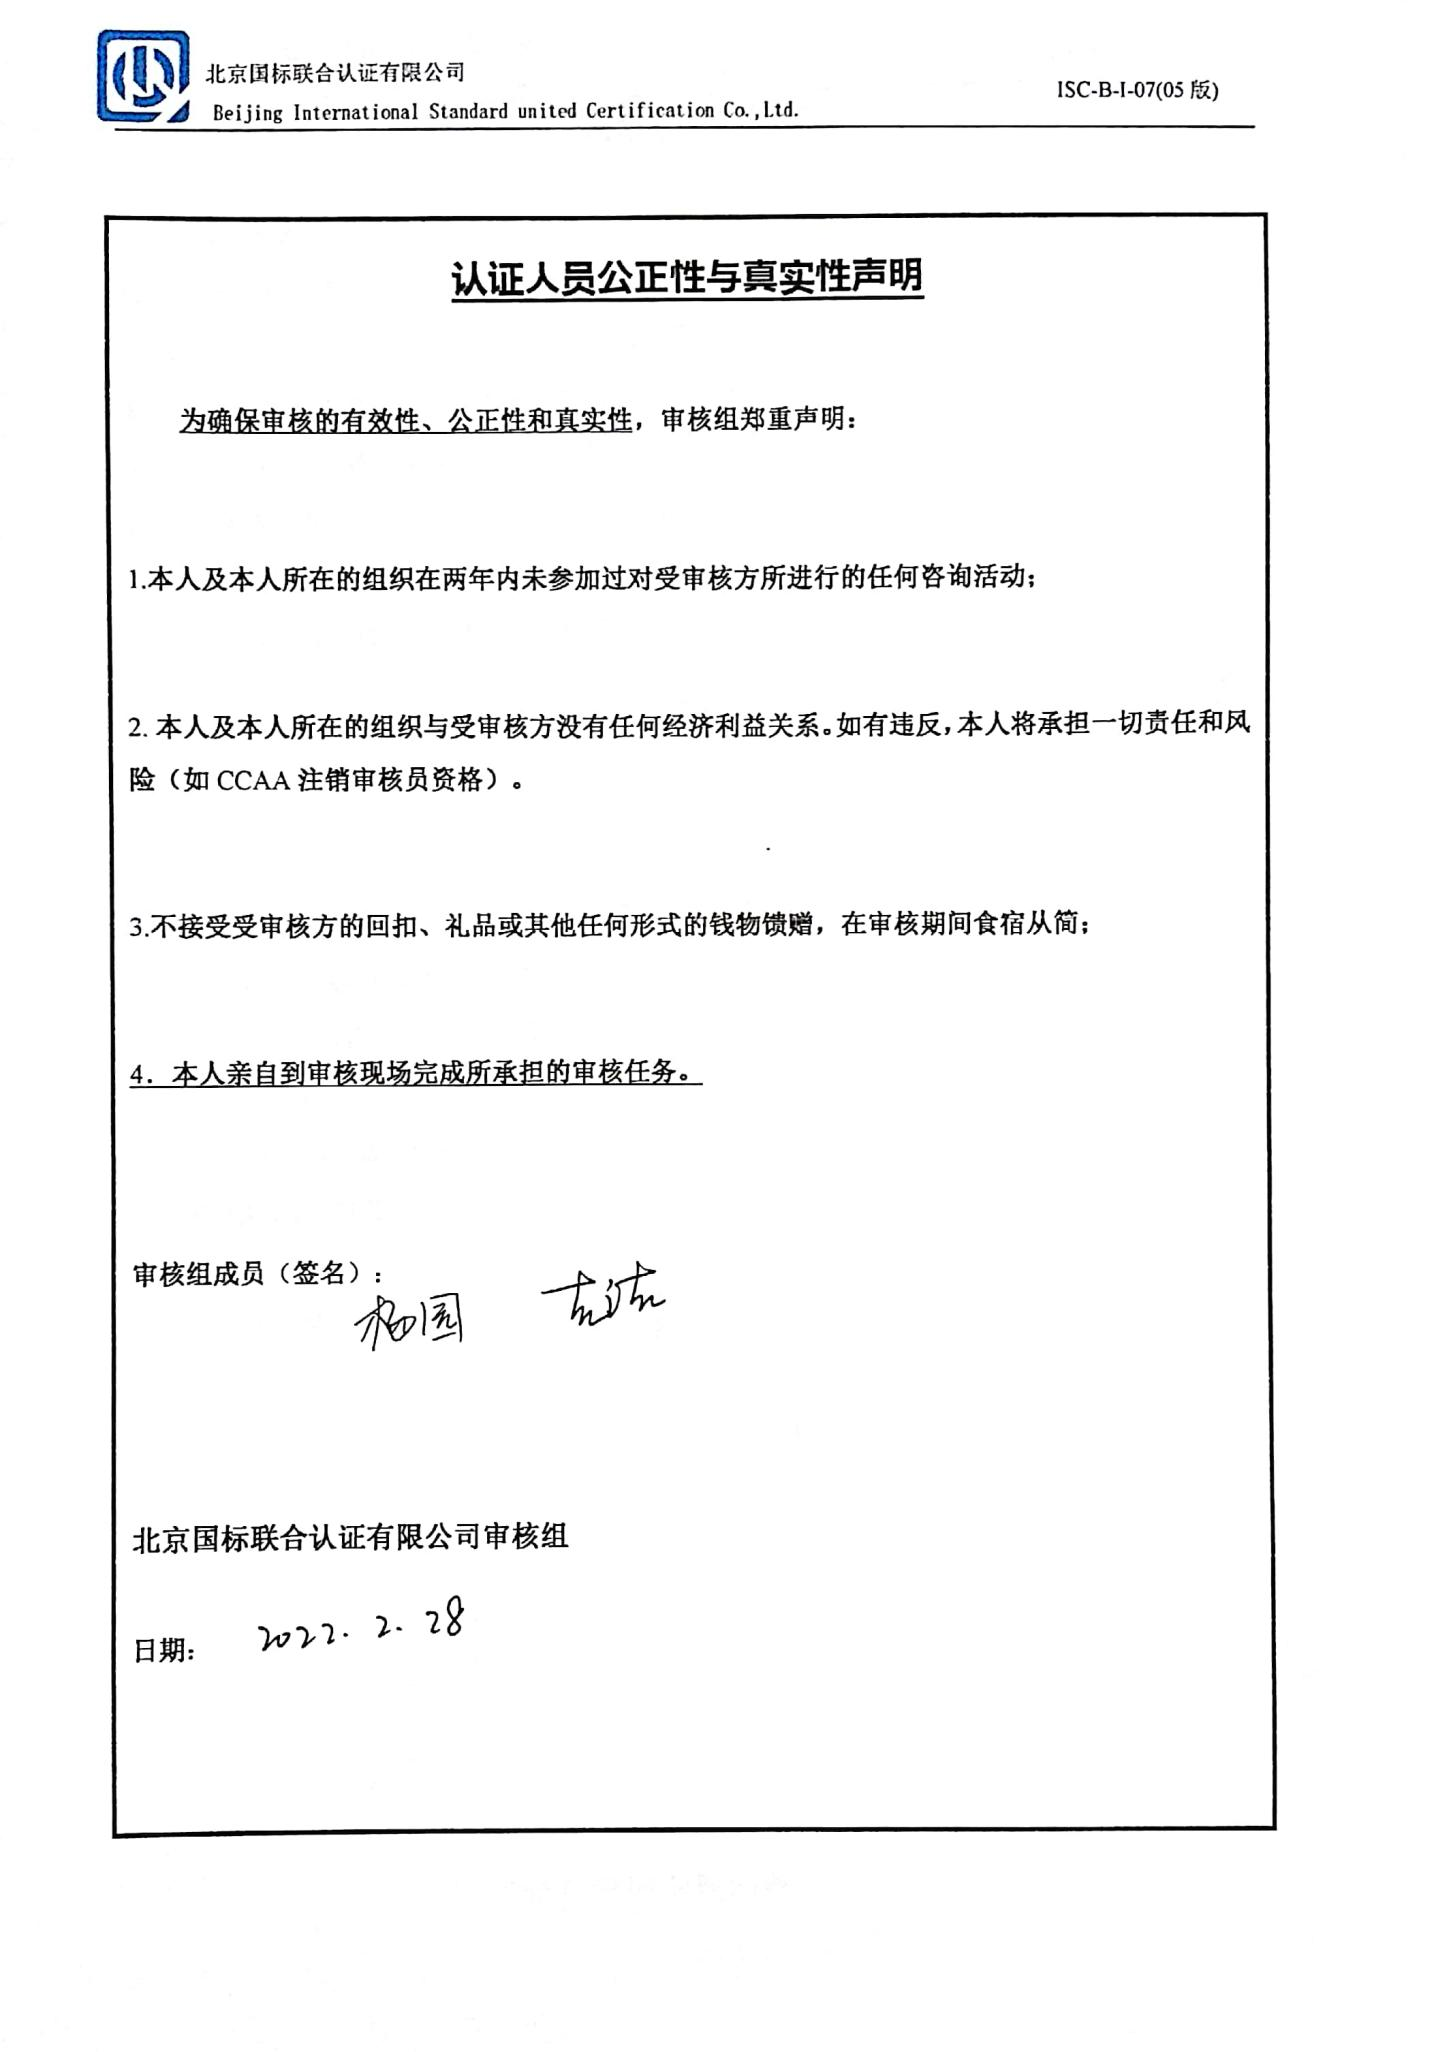 北京国标联合认证有限公司
Beijing International Standard united Certification Co.,Ltd.
ISC-B-I-07(05 版)
认证人员公正性与真实性声明
为确保审核的有效性、公正性和真实性，审核组郑重声明：
1.本人及本人所在的组织在两年内未参加过对受审核方所进行的任何咨询活动；
2. 本人及本人所在的组织与受审核方没有任何经济利益关系。如有违反，本人将承担一切责任和风
险（如 CCAA 注销审核员资格）。
3.不接受受审核方的回扣、礼品或其他任何形式的钱物馈赠，在审核期间食宿从简；
4．本人亲自到审核现场完成所承担的审核任务。
审核组成员（签名）：
杨园
北京国标联合认证有限公司审核组
日期： 2022. 2. 28